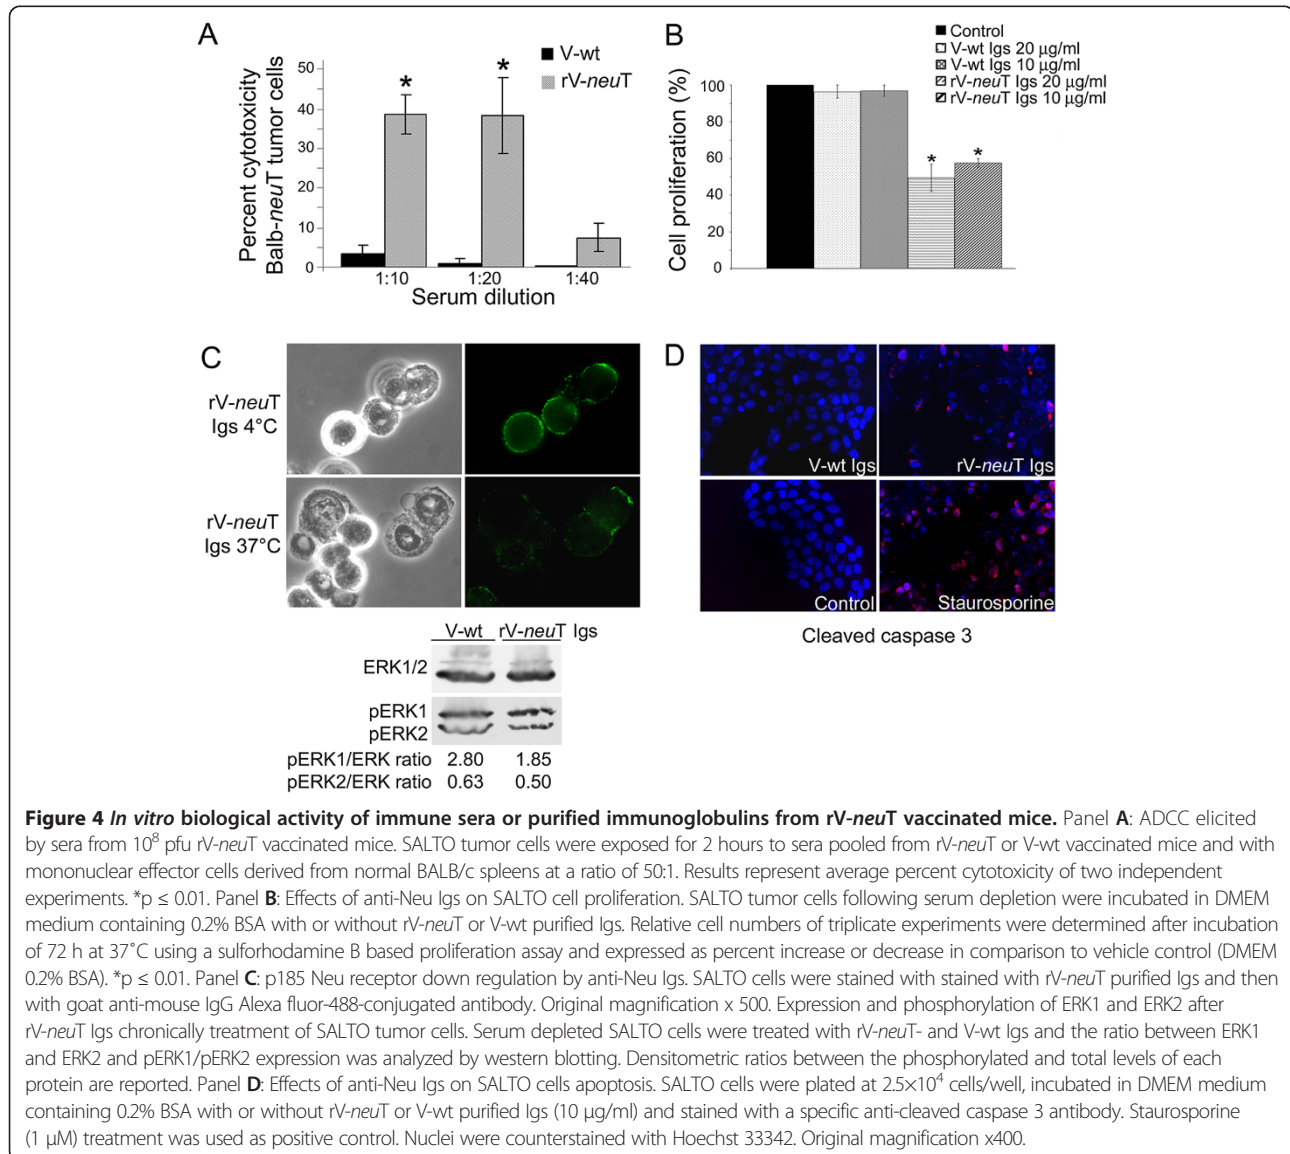 A
V-wt
rV-neuT
Percent cytotoxicity
Balb-neuT tumor cells
50
40
30
20
10
0
*
*
1:10
1:20
1:40
Serum dilution
B
Control
V-wt Igs 20 µg/ml
V-wt Igs 10 µg/ml
rV-neuT Igs 20 µg/ml
rV-neuT Igs 10 µg/ml
Cell proliferation (%)
100
80
60
40
20
0
*
*
C
rV-neuT
Igs 4°C
rV-neuT
Igs 37°C
V-wt rV-neuT Igs
ERK1/2
pERK1
pERK2
pERK1/ERK ratio 2.80 1.85
pERK2/ERK ratio 0.63 0.50
D
V-wt Igs
rV-neuT Igs
Control
Staurosporine
Cleaved caspase 3
Figure 4 In vitro biological activity of immune sera or purified immunoglobulins from rV-neuT vaccinated mice. Panel A: ADCC elicited
by sera from 10⁸ pfu rV-neuT vaccinated mice. SALTO tumor cells were exposed for 2 hours to sera pooled from rV-neuT or V-wt vaccinated mice and with
mononuclear effector cells derived from normal BALB/c spleens at a ratio of 50:1. Results represent average percent cytotoxicity of two independent
experiments. *p ≤ 0.01. Panel B: Effects of anti-Neu Igs on SALTO cell proliferation. SALTO tumor cells following serum depletion were incubated in DMEM
medium containing 0.2% BSA with or without rV-neuT or V-wt purified Igs. Relative cell numbers of triplicate experiments were determined after incubation
of 72 h at 37˚C using a sulforhodamine B based proliferation assay and expressed as percent increase or decrease in comparison to vehicle control (DMEM
0.2% BSA). *p ≤ 0.01. Panel C: p185 Neu receptor down regulation by anti-Neu Igs. SALTO cells were stained with stained with rV-neuT purified Igs and then
with goat anti-mouse IgG Alexa fluor-488-conjugated antibody. Original magnification x 500. Expression and phosphorylation of ERK1 and ERK2 after
rV-neuT Igs chronically treatment of SALTO tumor cells. Serum depleted SALTO cells were treated with rV-neuT- and V-wt Igs and the ratio between ERK1
and ERK2 and pERK1/pERK2 expression was analyzed by western blotting. Densitometric ratios between the phosphorylated and total levels of each
protein are reported. Panel D: Effects of anti-Neu Igs on SALTO cells apoptosis. SALTO cells were plated at 2.5×10⁴ cells/well, incubated in DMEM medium
containing 0.2% BSA with or without rV-neuT or V-wt purified Igs (10 µg/ml) and stained with a specific anti-cleaved caspase 3 antibody. Staurosporine
(1 µM) treatment was used as positive control. Nuclei were counterstained with Hoechst 33342. Original magnification x400.